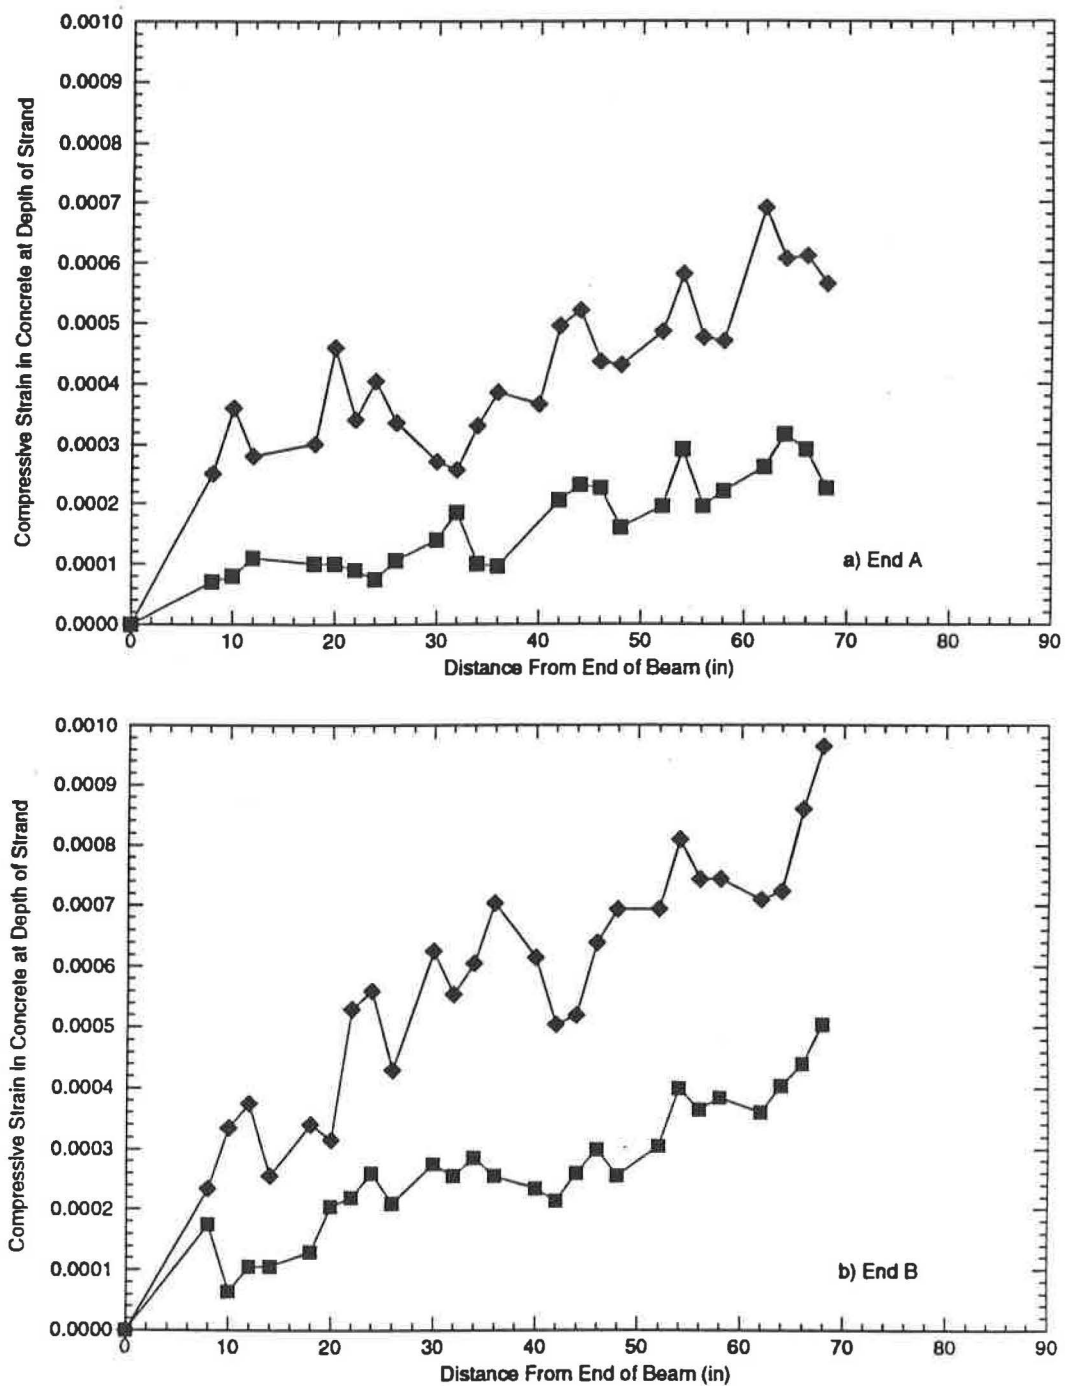 0.0010
0.0009
0.0008
0.0007
0.0006
0.0005
0.0004
0.0003
0.0002
0.0001
0.0000
Compressive Strain in Concrete at Depth of Strand
a) End A
0 10 20 30 40 50 60 70 80 90
Distance From End of Beam (in)
0.0010
0.0009
0.0008
0.0007
0.0006
0.0005
0.0004
0.0003
0.0002
0.0001
0.0000
Compressive Strain in Concrete at Depth of Strand
b) End B
0 10 20 30 40 50 60 70 80 90
Distance From End of Beam (in)